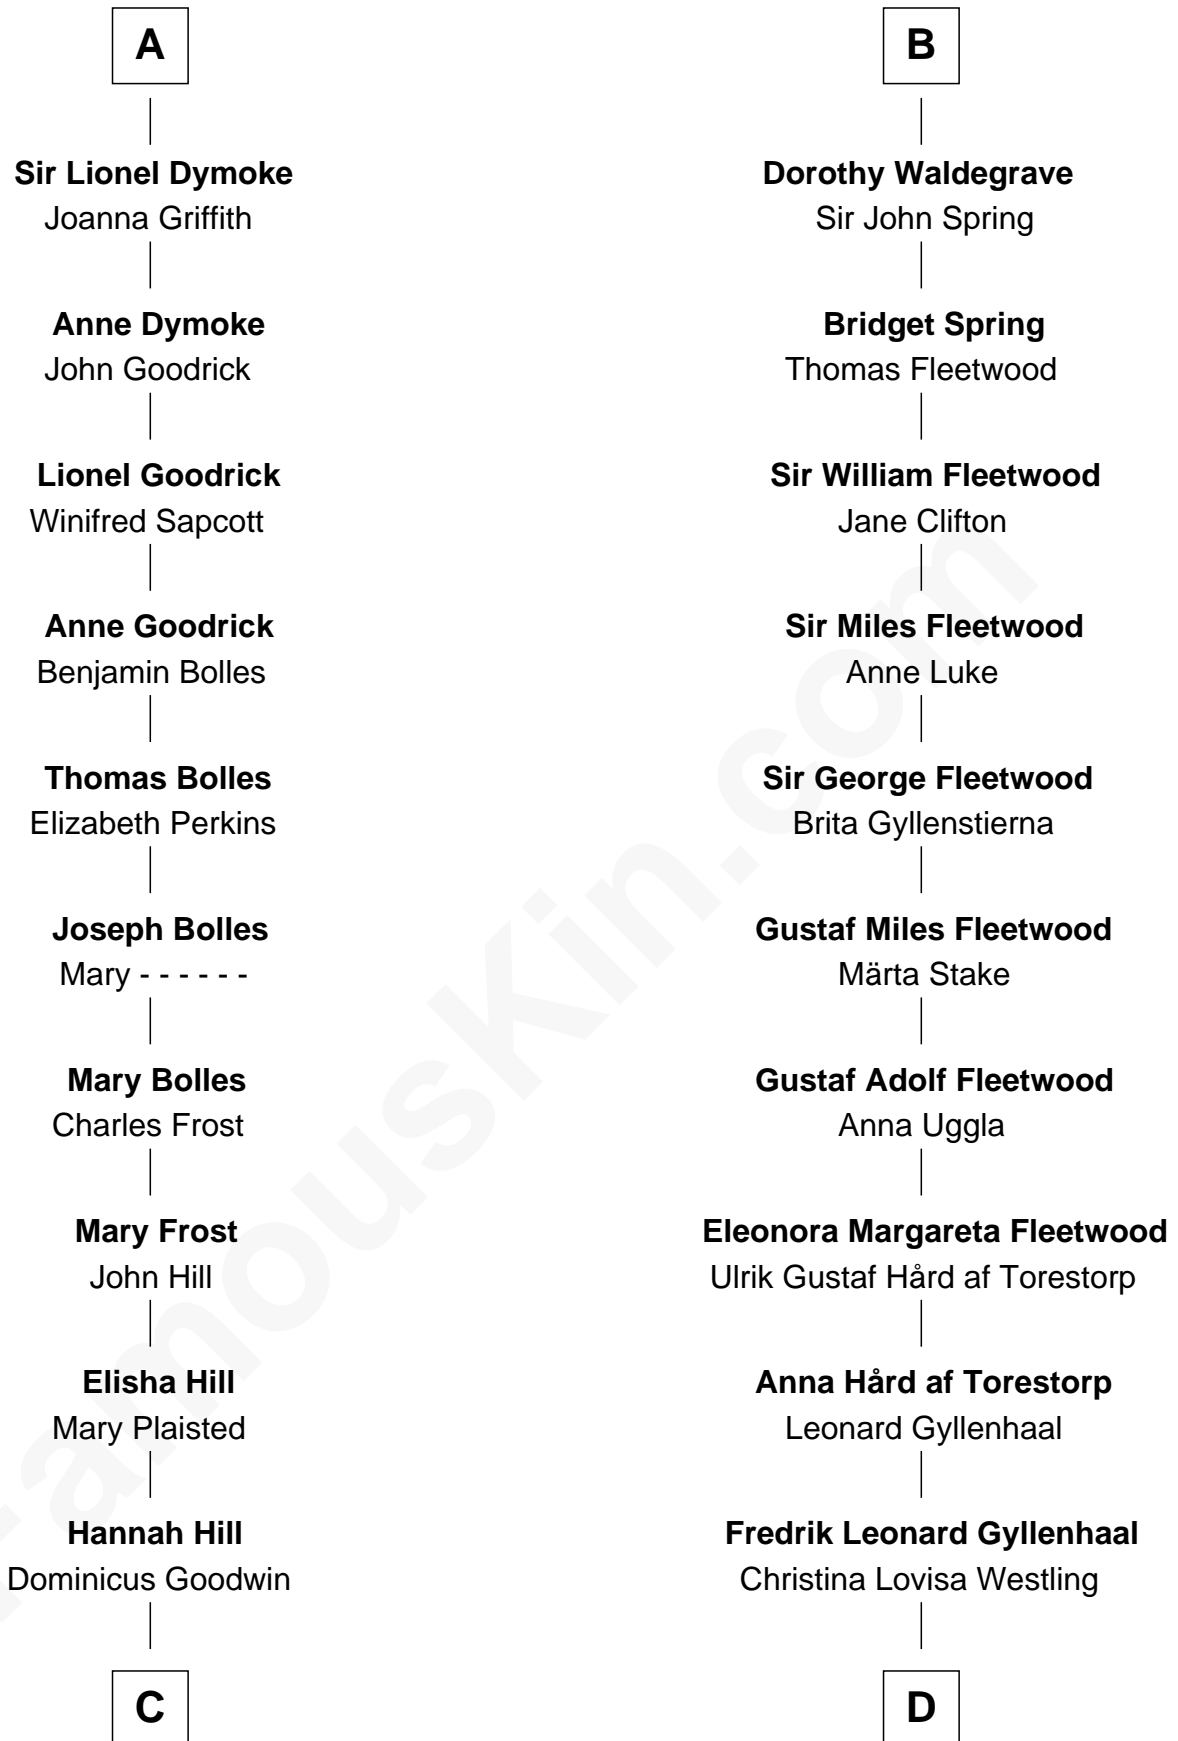 A
Sir Lionel Dymoke
Joanna Griffith
Anne Dymoke
John Goodrick
Lionel Goodrick
Winifred Sapcott
Anne Goodrick
Benjamin Bolles
Thomas Bolles
Elizabeth Perkins
Joseph Bolles
Mary - - - - - -
Mary Bolles
Charles Frost
Mary Frost
John Hill
Elisha Hill
Mary Plaisted
Hannah Hill
Dominicus Goodwin
C
B
Dorothy Waldegrave
Sir John Spring
Bridget Spring
Thomas Fleetwood
Sir William Fleetwood
Jane Clifton
Sir Miles Fleetwood
Anne Luke
Sir George Fleetwood
Brita Gyllenstierna
Gustaf Miles Fleetwood
Märta Stake
Gustaf Adolf Fleetwood
Anna Uggla
Eleonora Margareta Fleetwood
Ulrik Gustaf Hård af Torestorp
Anna Hård af Torestorp
Leonard Gyllenhaal
Fredrik Leonard Gyllenhaal
Christina Lovisa Westling
D
FamousKin.com